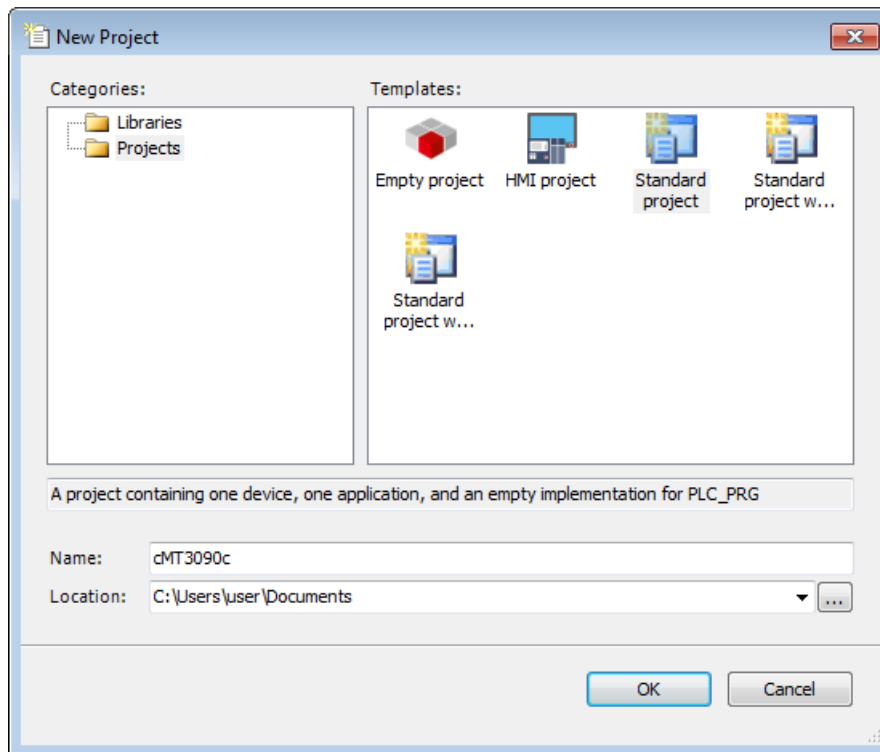 New Project
Categories:
Templates:
Libraries
Projects
Empty project
HMI project
Standard
project
Standard
project w...
Standard
project w...
A project containing one device, one application, and an empty implementation for PLC_PRG
Name:
cMT3090c
Location:
C:\Users\user\Documents
...
OK
Cancel